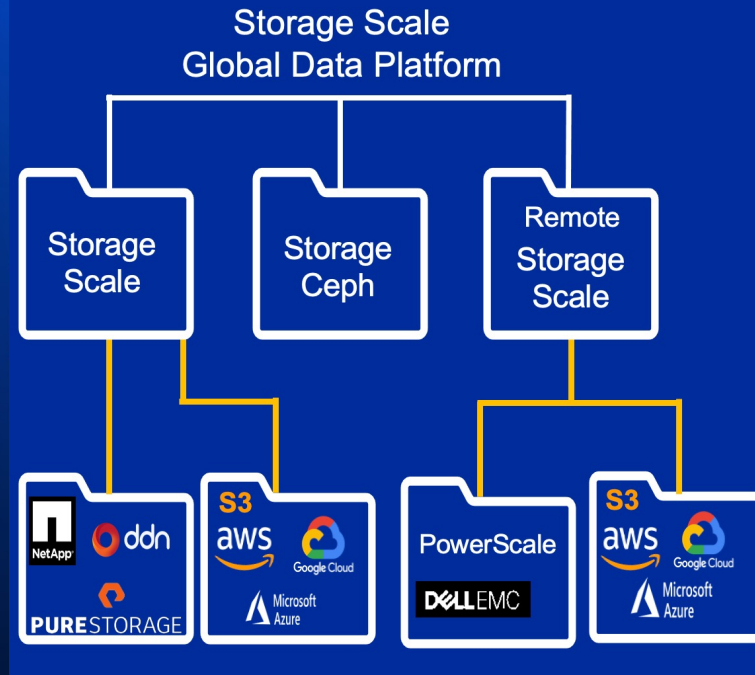 Storage Scale
Global Data Platform
Storage
Scale
Storage
Ceph
Remote
Storage
Scale
NetApp
ddn
PURESTORAGE
S3
aws
Google Cloud
Microsoft
Azure
PowerScale
DELLEMC
S3
aws
Google Cloud
Microsoft
Azure